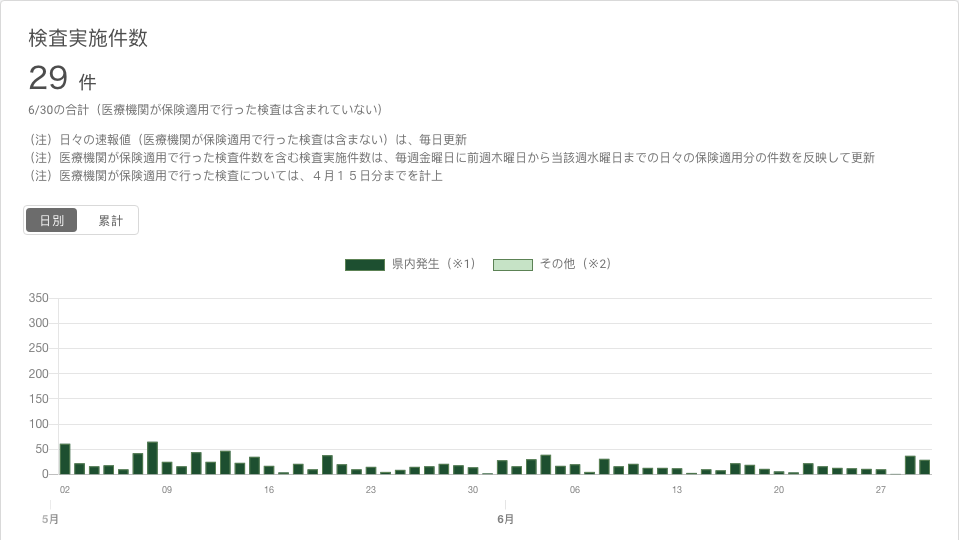 検査実施件数
29 件
6/30の合計（医療機関が保険適用で行った検査は含まれていない）
（注）日々の速報値（医療機関が保険適用で行った検査は含まない）は、毎日更新
（注）医療機関が保険適用で行った検査件数を含む検査実施件数は、毎週金曜日に前週木曜日から当該週水曜日までの日々の保険適用分の件数を反映して更新
（注）医療機関が保険適用で行った検査については、４月１５日分までを計上
日別 累計
県内発生（※1） その他（※2）
350
300
250
200
150
100
50
0
02 09 16 23 30 06 13 20 27
5月 6月